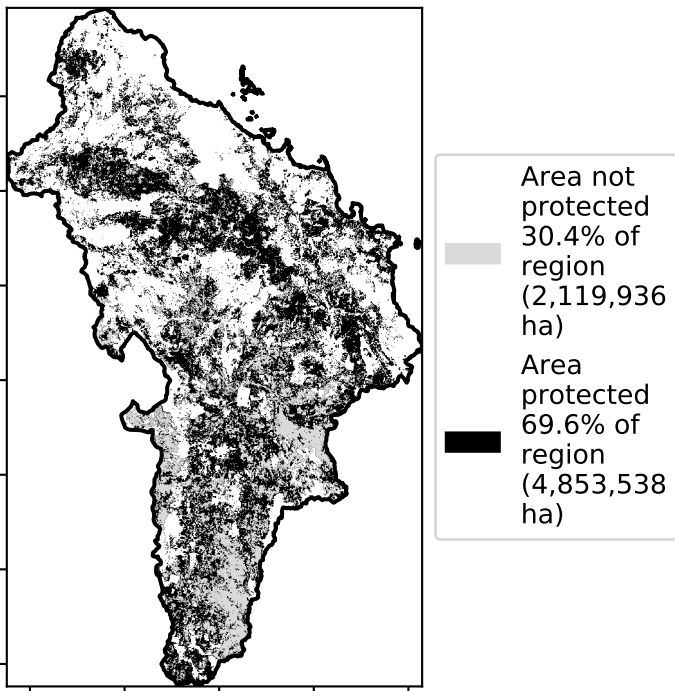 Area not
protected
30.4% of
region
(2,119,936
ha)
Area
protected
69.6% of
region
(4,853,538
ha)